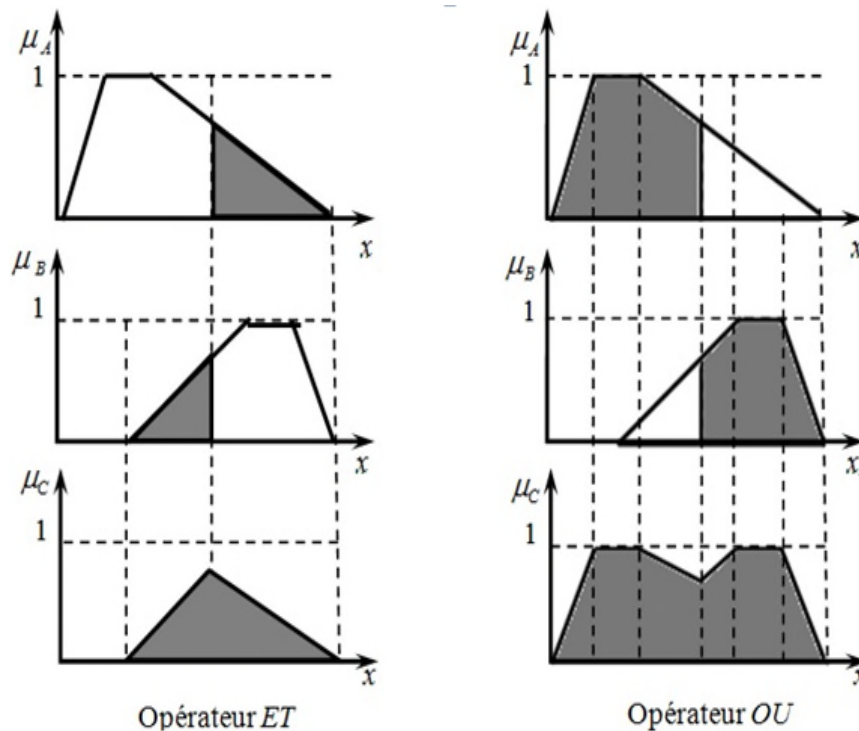 μA
1
x
μB
1
x
μC
1
x
Opérateur ET
μA
1
x
μB
1
x
μC
1
x
Opérateur OU